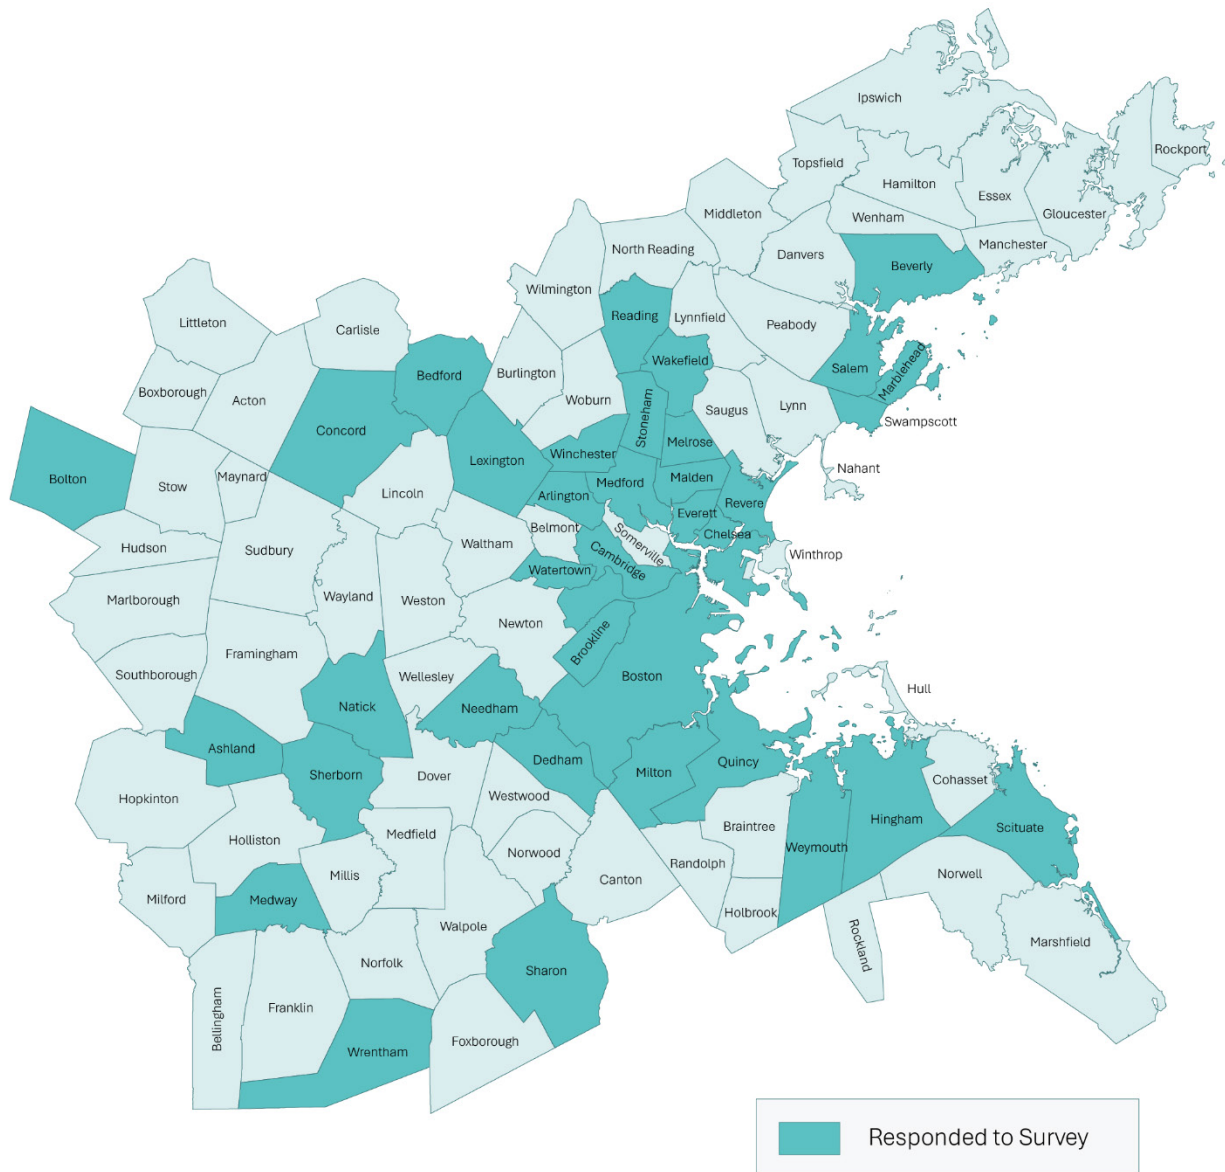 Ipswich
Rockport
Topsfield
Hamilton
Essex
Middleton
Gloucester
Wenham
North Reading
Manchester
Danvers
Beverly
Wilmington
Reading
Lynnfield
Littleton
Peabody
Carlisle
Wakefield
Salem
Marblehead
Bedford
Burlington
Boxborough
Woburn
Acton
Saugus
Lynn
Stoneham
Swampscott
Concord
Melrose
Winchester
Lexington
Nahant
Bolton
Maynard
Malden
Medford
Stow
Lincoln
Arlington
Revere
Everett
Belmont
Chelsea
Somerville
Waltham
Hudson
Sudbury
Winthrop
Watertown
Cambridge
Wayland
Marlborough
Weston
Newton
Brookline
Framingham
Southborough
Wellesley
Boston
Hull
Natick
Needham
Ashland
Dedham
Quincy
Milton
Sherborn
Dover
Cohasset
Westwood
Hopkinton
Hingham
Braintree
Scituate
Medfield
Holliston
Weymouth
Norwood
Randolph
Millis
Norwell
Canton
Milford
Medway
Holbrook
Walpole
Rockland
Marshfield
Norfolk
Sharon
Franklin
Bellingham
Foxborough
Wrentham
Responded to Survey